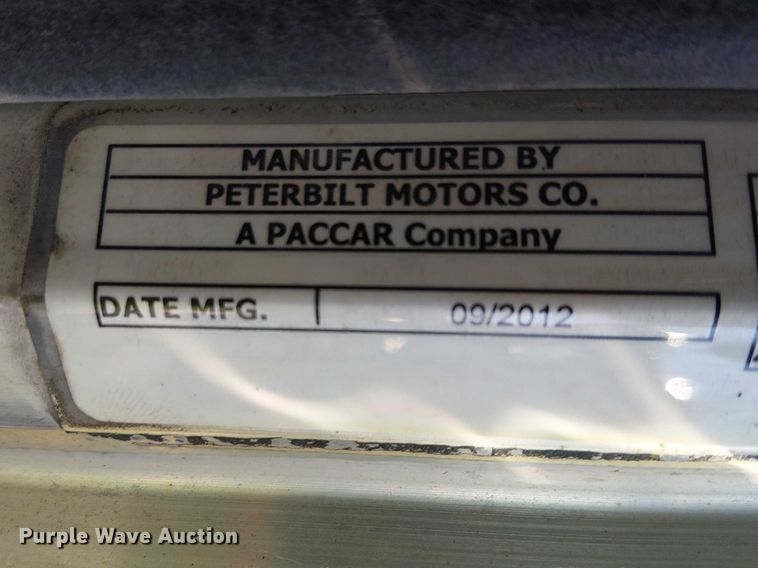 MANUFACTURED BY
PETERBILT MOTORS CO.
A PACCAR Company
DATE MFG. 09/2012
Purple Wave Auction